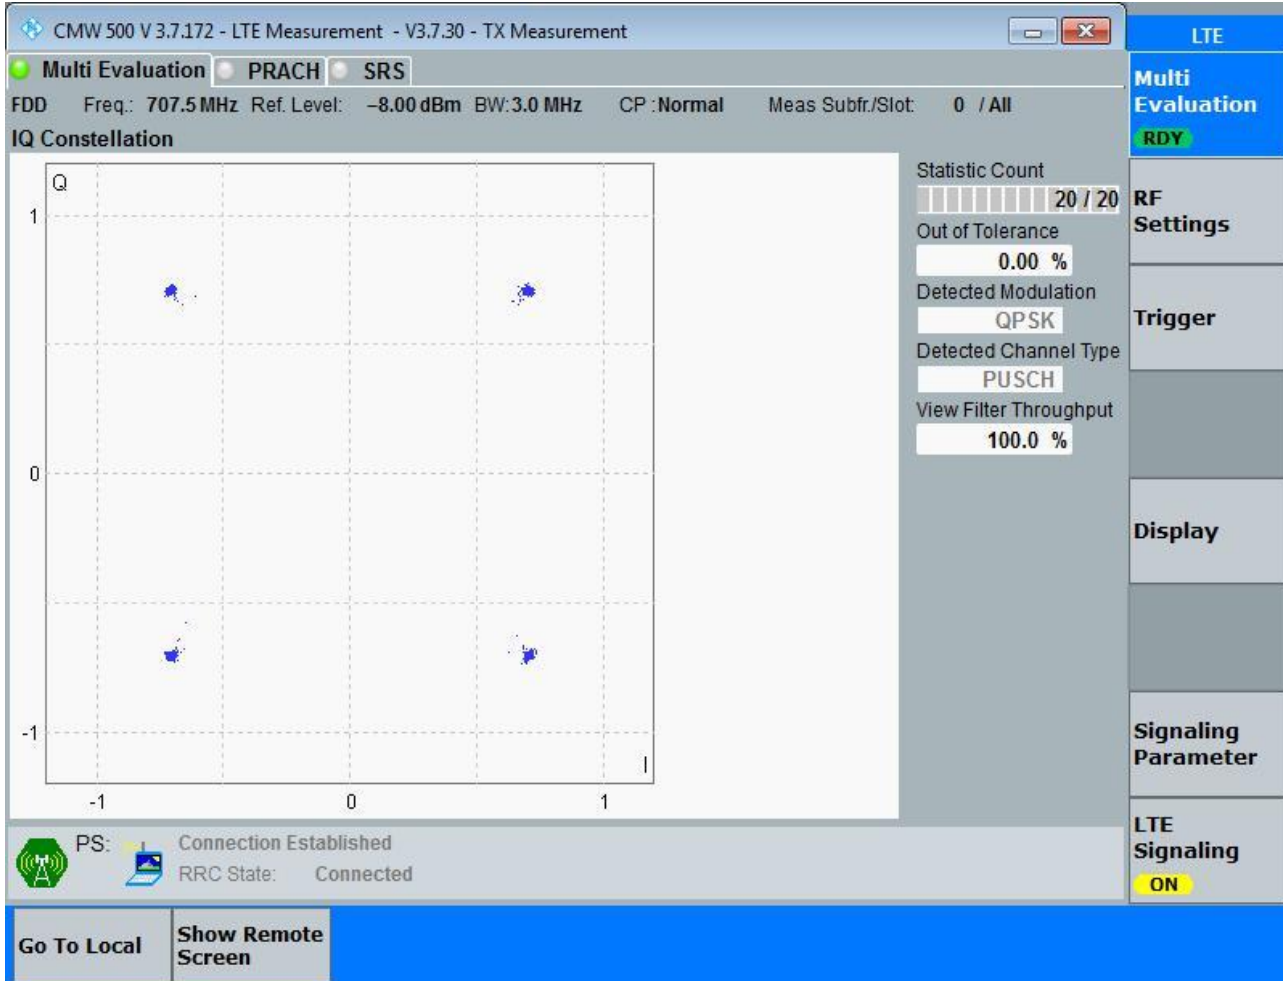 CMW 500 V 3.7.172 - LTE Measurement - V3.7.30 - TX Measurement
LTE
Multi Evaluation PRACH SRS
FDD Freq.: 707.5 MHz Ref. Level: −8.00 dBm BW: 3.0 MHz CP : Normal Meas Subfr./Slot: 0 / All
IQ Constellation
Q
1
0
-1
I
-1 0 1
Statistic Count
20 / 20
Out of Tolerance
0.00 %
Detected Modulation
QPSK
Detected Channel Type
PUSCH
View Filter Throughput
100.0 %
Multi
Evaluation
RDY
RF
Settings
Trigger
Display
Signaling
Parameter
LTE
Signaling
ON
PS: Connection Established
RRC State: Connected
Go To Local
Show Remote
Screen